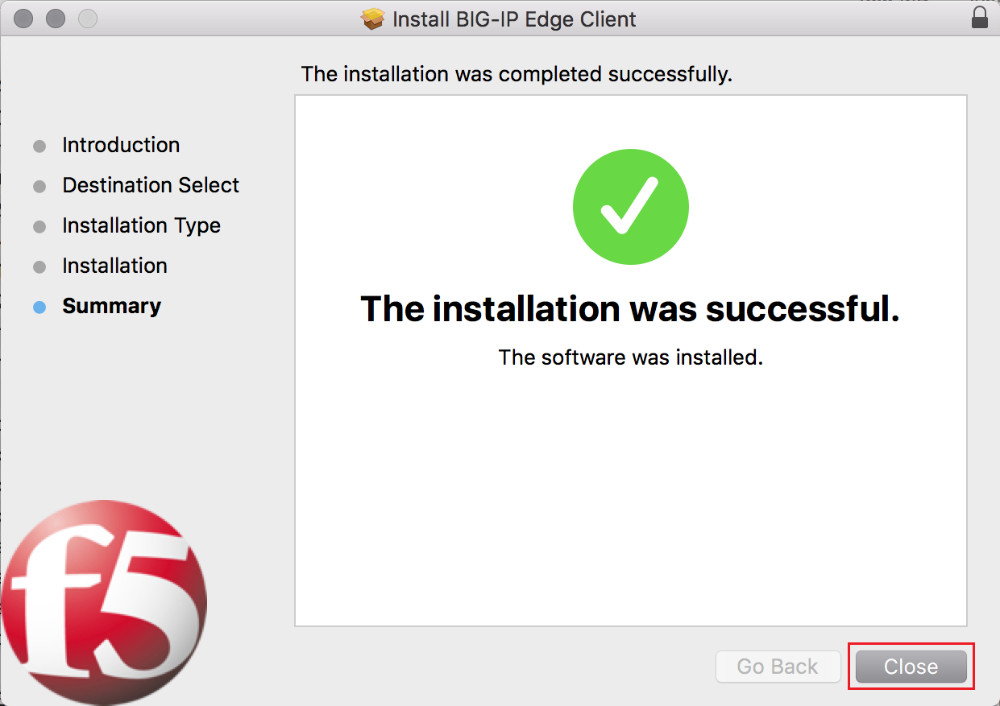 Install BIG-IP Edge Client
The installation was completed successfully.
Introduction
Destination Select
Installation Type
Installation
Summary
The installation was successful.
The software was installed.
f5
Go Back
Close